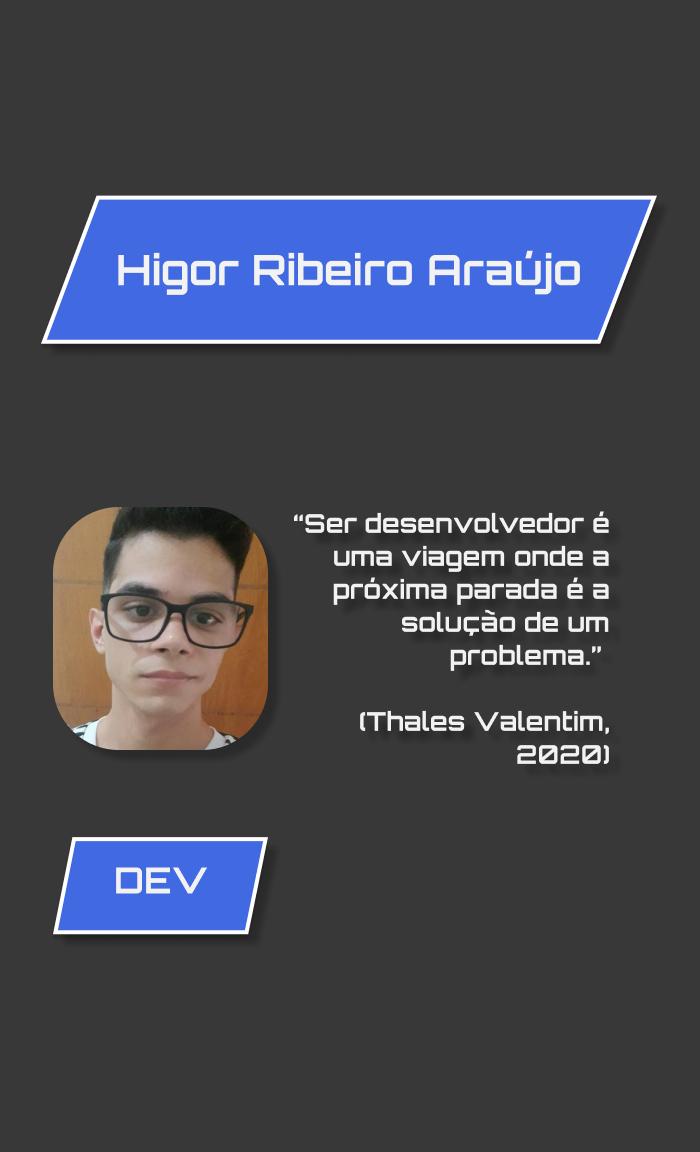 Higor Ribeiro Araújo
“Ser desenvolvedor é
uma viagem onde a
próxima parada é a
solução de um
problema.”
(Thales Valentim,
2020)
DEV